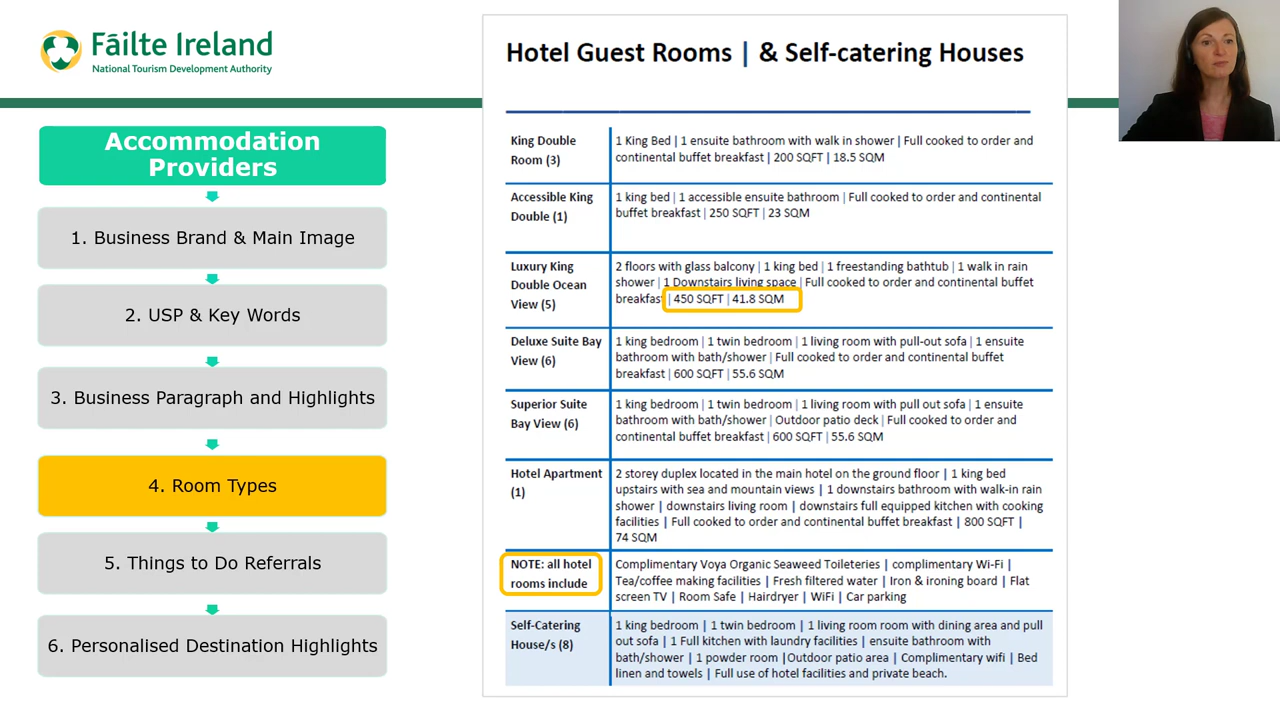 Fáilte Ireland
National Tourism Development Authority
Accommodation
Providers
1. Business Brand & Main Image
2. USP & Key Words
3. Business Paragraph and Highlights
4. Room Types
5. Things to Do Referrals
6. Personalised Destination Highlights
Hotel Guest Rooms | & Self-catering Houses
King Double
Room (3)
1 King Bed | 1 ensuite bathroom with walk in shower | Full cooked to order and
continental buffet breakfast | 200 SQFT | 18.5 SQM
Accessible King
Double (1)
1 king bed | 1 accessible ensuite bathroom | Full cooked to order and continental
buffet breakfast | 250 SQFT | 23 SQM
Luxury King
Double Ocean
View (5)
2 floors with glass balcony | 1 king bed | 1 freestanding bathtub | 1 walk in rain
shower | 1 Downstairs living space | Full cooked to order and continental buffet
breakfast | 450 SQFT | 41.8 SQM
Deluxe Suite Bay
View (6)
1 king bedroom | 1 twin bedroom | 1 living room with pull-out sofa | 1 ensuite
bathroom with bath/shower | Full cooked to order and continental buffet
breakfast | 600 SQFT | 55.6 SQM
Superior Suite
Bay View (6)
1 king bedroom | 1 twin bedroom | 1 living room with pull out sofa | 1 ensuite
bathroom with bath/shower | Outdoor patio deck | Full cooked to order and
continental buffet breakfast | 600 SQFT | 55.6 SQM
Hotel Apartment
(1)
2 storey duplex located in the main hotel on the ground floor | 1 king bed
upstairs with sea and mountain views | 1 downstairs bathroom with walk-in rain
shower | downstairs living room | downstairs full equipped kitchen with cooking
facilities | Full cooked to order and continental buffet breakfast | 800 SQFT |
74 SQM
NOTE: all hotel
rooms include
Complimentary Voya Organic Seaweed Toileteries | complimentary Wi-Fi |
Tea/coffee making facilities | Fresh filtered water | Iron & ironing board | Flat
screen TV | Room Safe | Hairdryer | WiFi | Car parking
Self-Catering
House/s (8)
1 king bedroom | 1 twin bedroom | 1 living room room with dining area and pull
out sofa | 1 Full kitchen with laundry facilities | ensuite bathroom with
bath/shower | 1 powder room |Outdoor patio area | Complimentary wifi | Bed
linen and towels | Full use of hotel facilities and private beach.